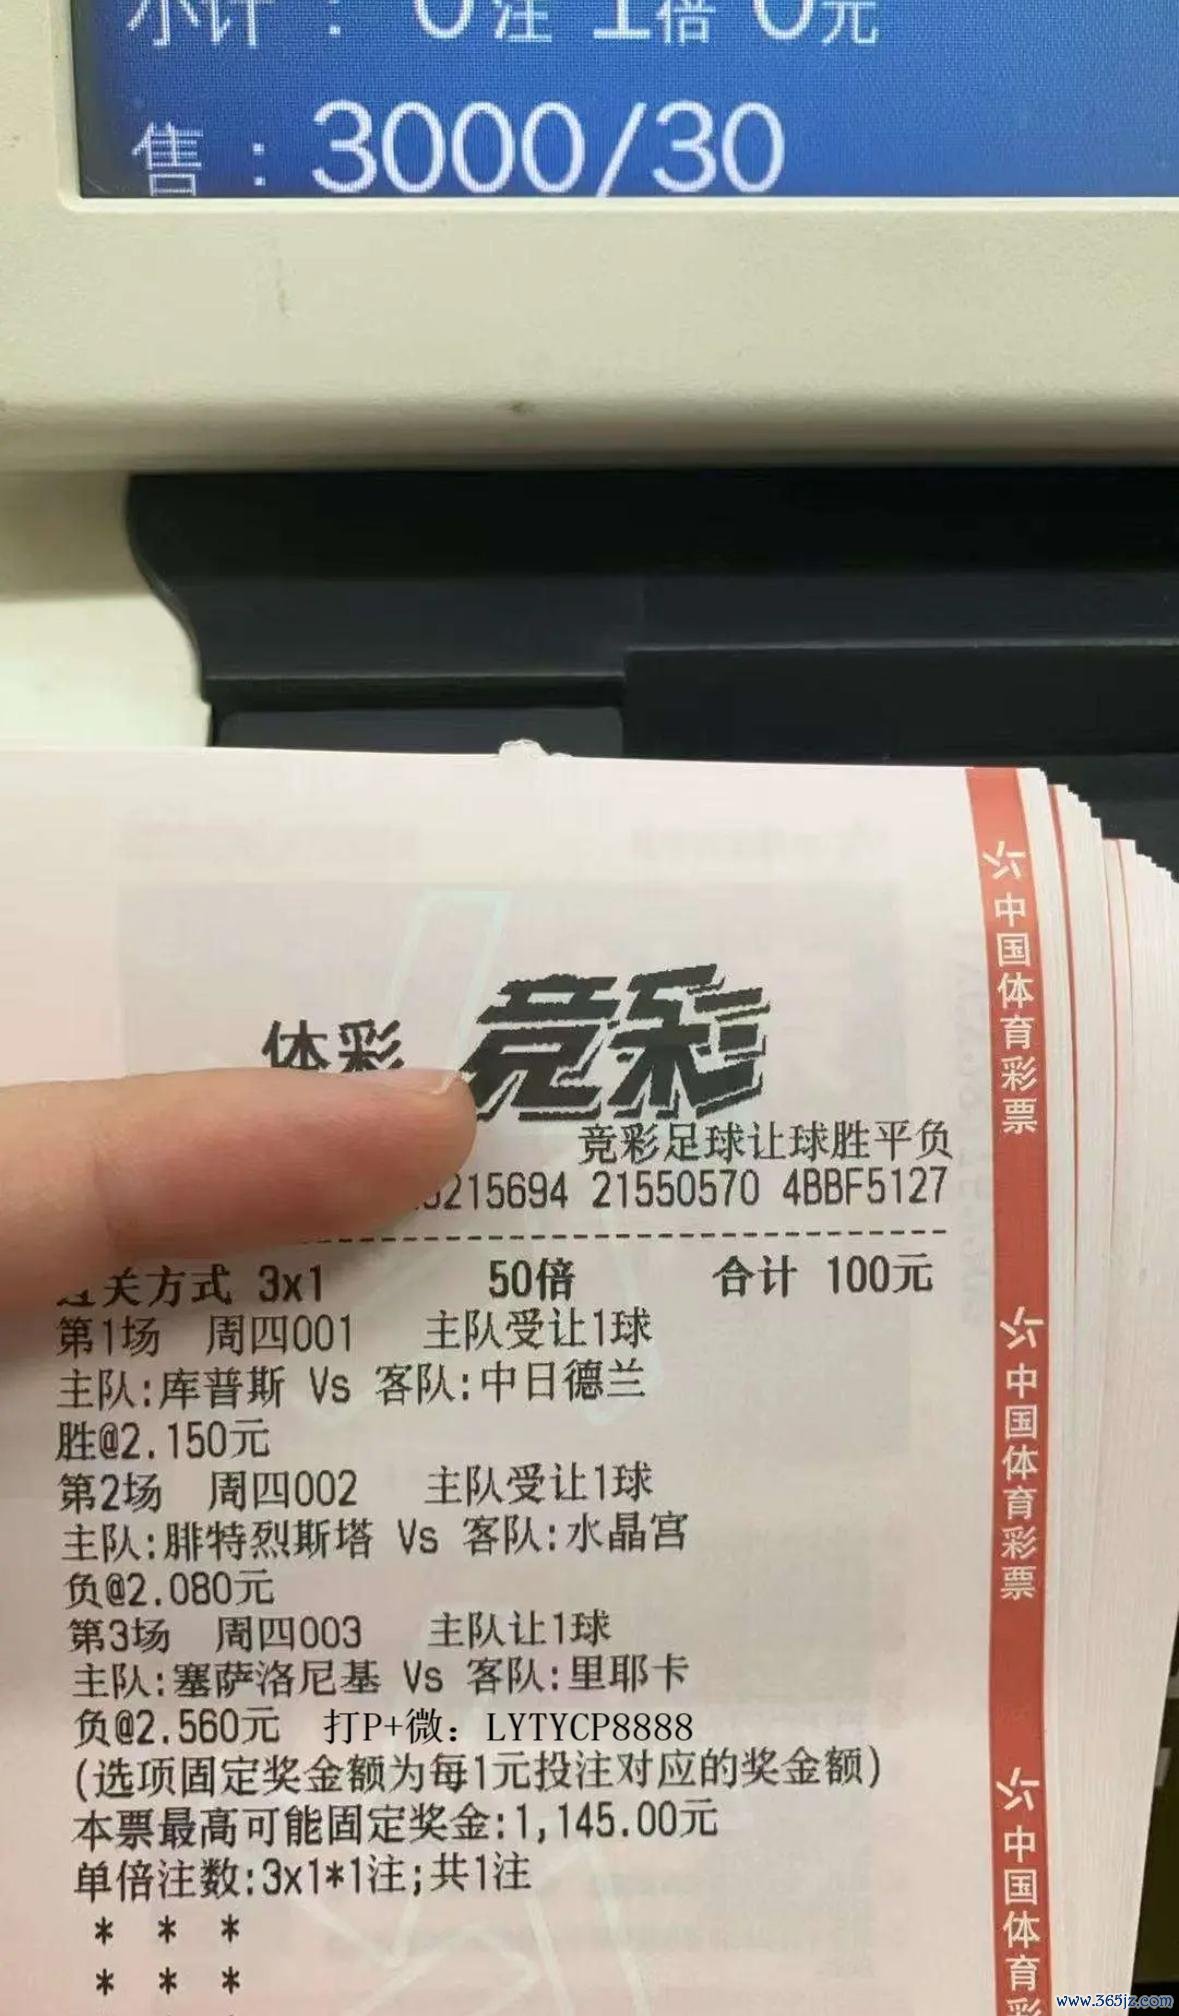 小计 : 0注 1倍 0元
售 : 3000/30
体彩 竞彩
竞彩足球让球胜平负
215694 21550570 4BBF5127
过关方式 3x1 50倍 合计 100元
第1场 周四001 主队受让1球
主队:库普斯 Vs 客队:中日德兰
胜@2.150元
第2场 周四002 主队受让1球
主队:腓特烈斯塔 Vs 客队:水晶宫
负@2.080元
第3场 周四003 主队让1球
主队:塞萨洛尼基 Vs 客队:里耶卡
负@2.560元 打P+微：LYTYCP8888
(选项固定奖金额为每1元投注对应的奖金额)
本票最高可能固定奖金:1,145.00元
单倍注数:3x1*1注;共1注
* * *
* * *
中国体育彩票
中国体育彩票
中国体育彩
www.365jz.com